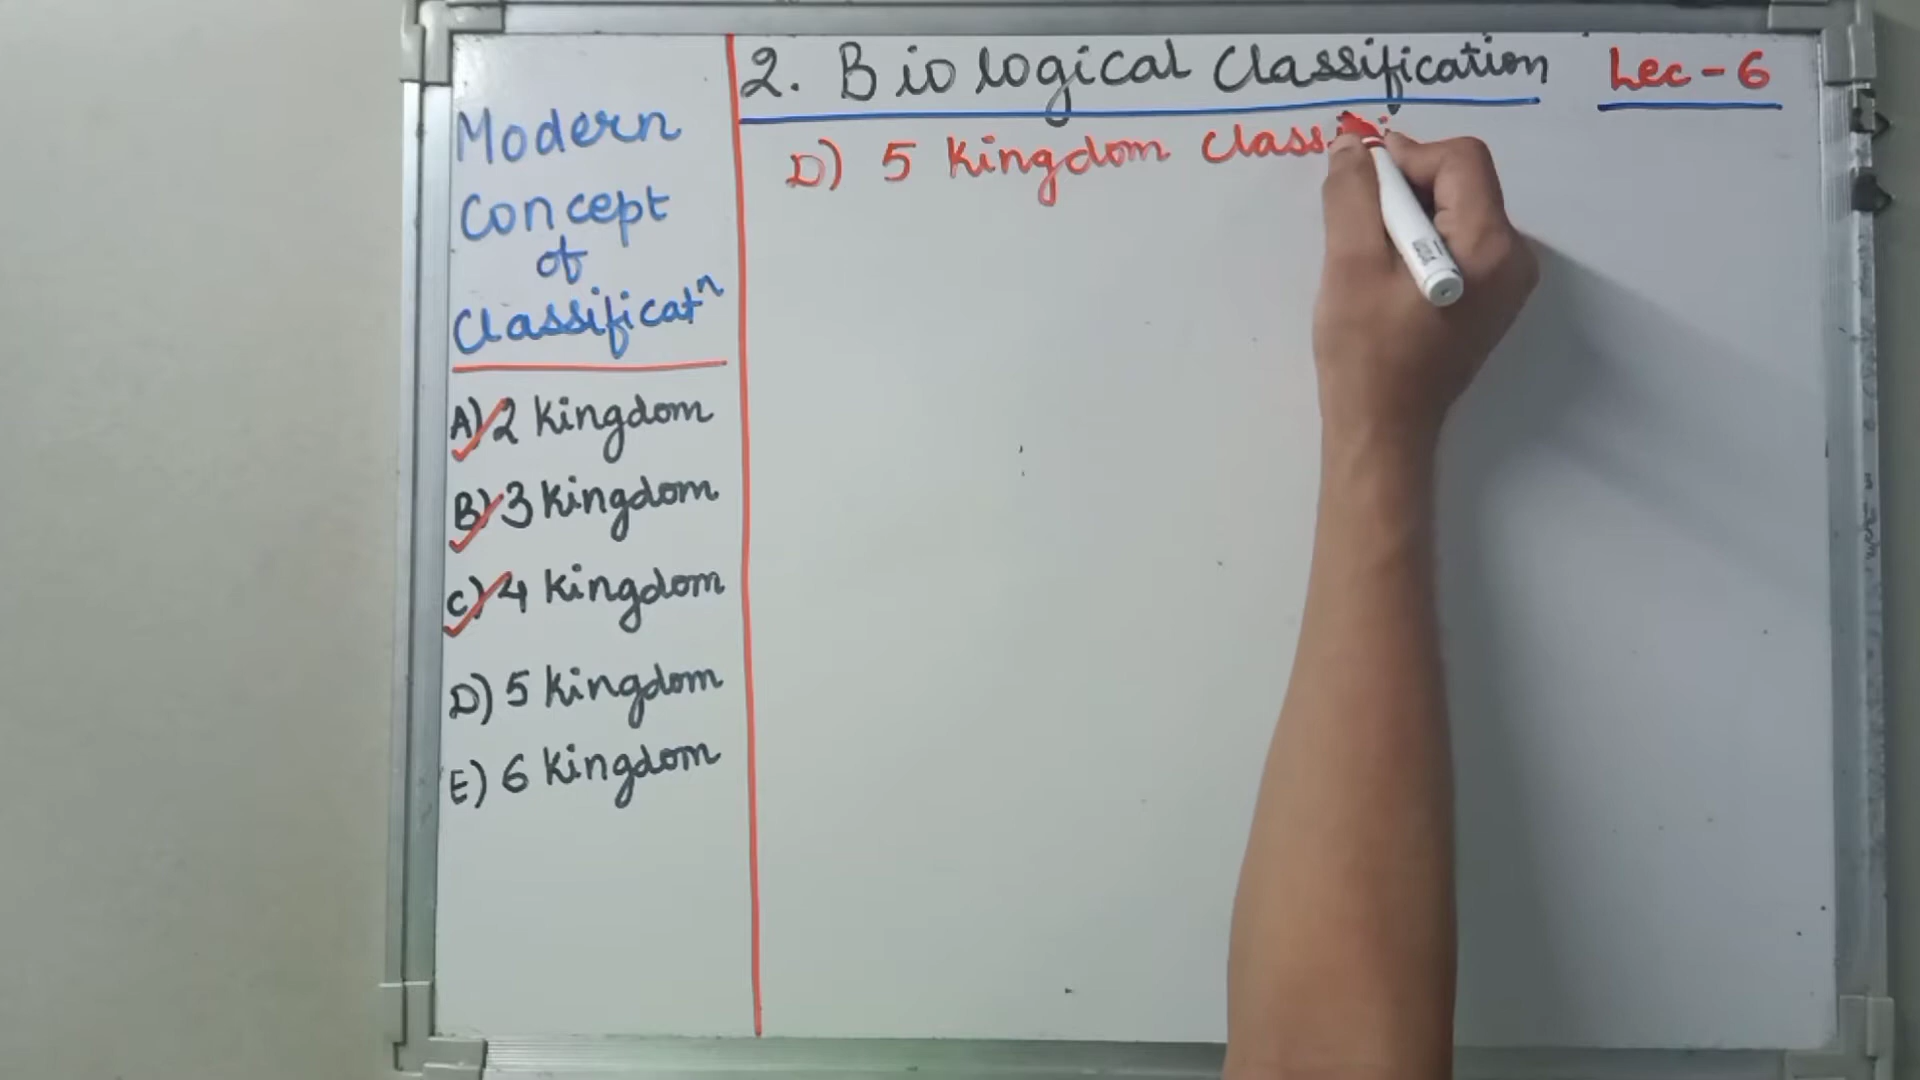 Modern
Concept
of
Classificatn
A) 2 Kingdom
B) 3 Kingdom
C) 4 Kingdom
D) 5 Kingdom
E) 6 Kingdom
2. Biological Classification Lec-6
D) 5 Kingdom